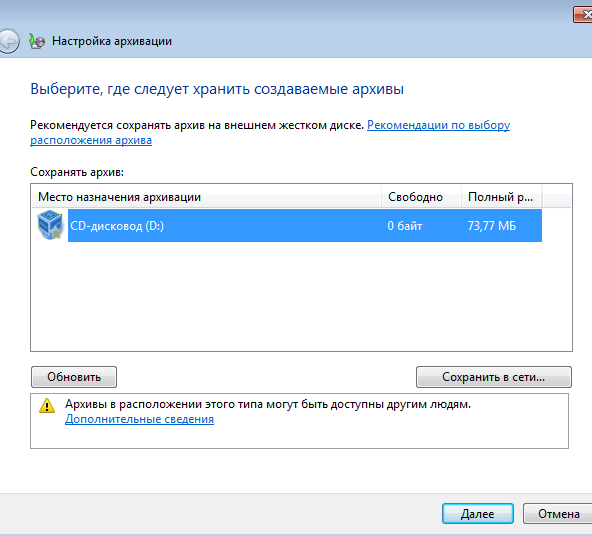 Настройка архивации
Выберите, где следует хранить создаваемые архивы
Рекомендуется сохранять архив на внешнем жестком диске. Рекомендации по выбору
расположения архива
Сохранять архив:
Место назначения архивации Свободно Полный р...
CD-дисковод (D:) 0 байт 73,77 МБ
Обновить Сохранить в сети...
Архивы в расположении этого типа могут быть доступны другим людям.
Дополнительные сведения
Далее Отмена